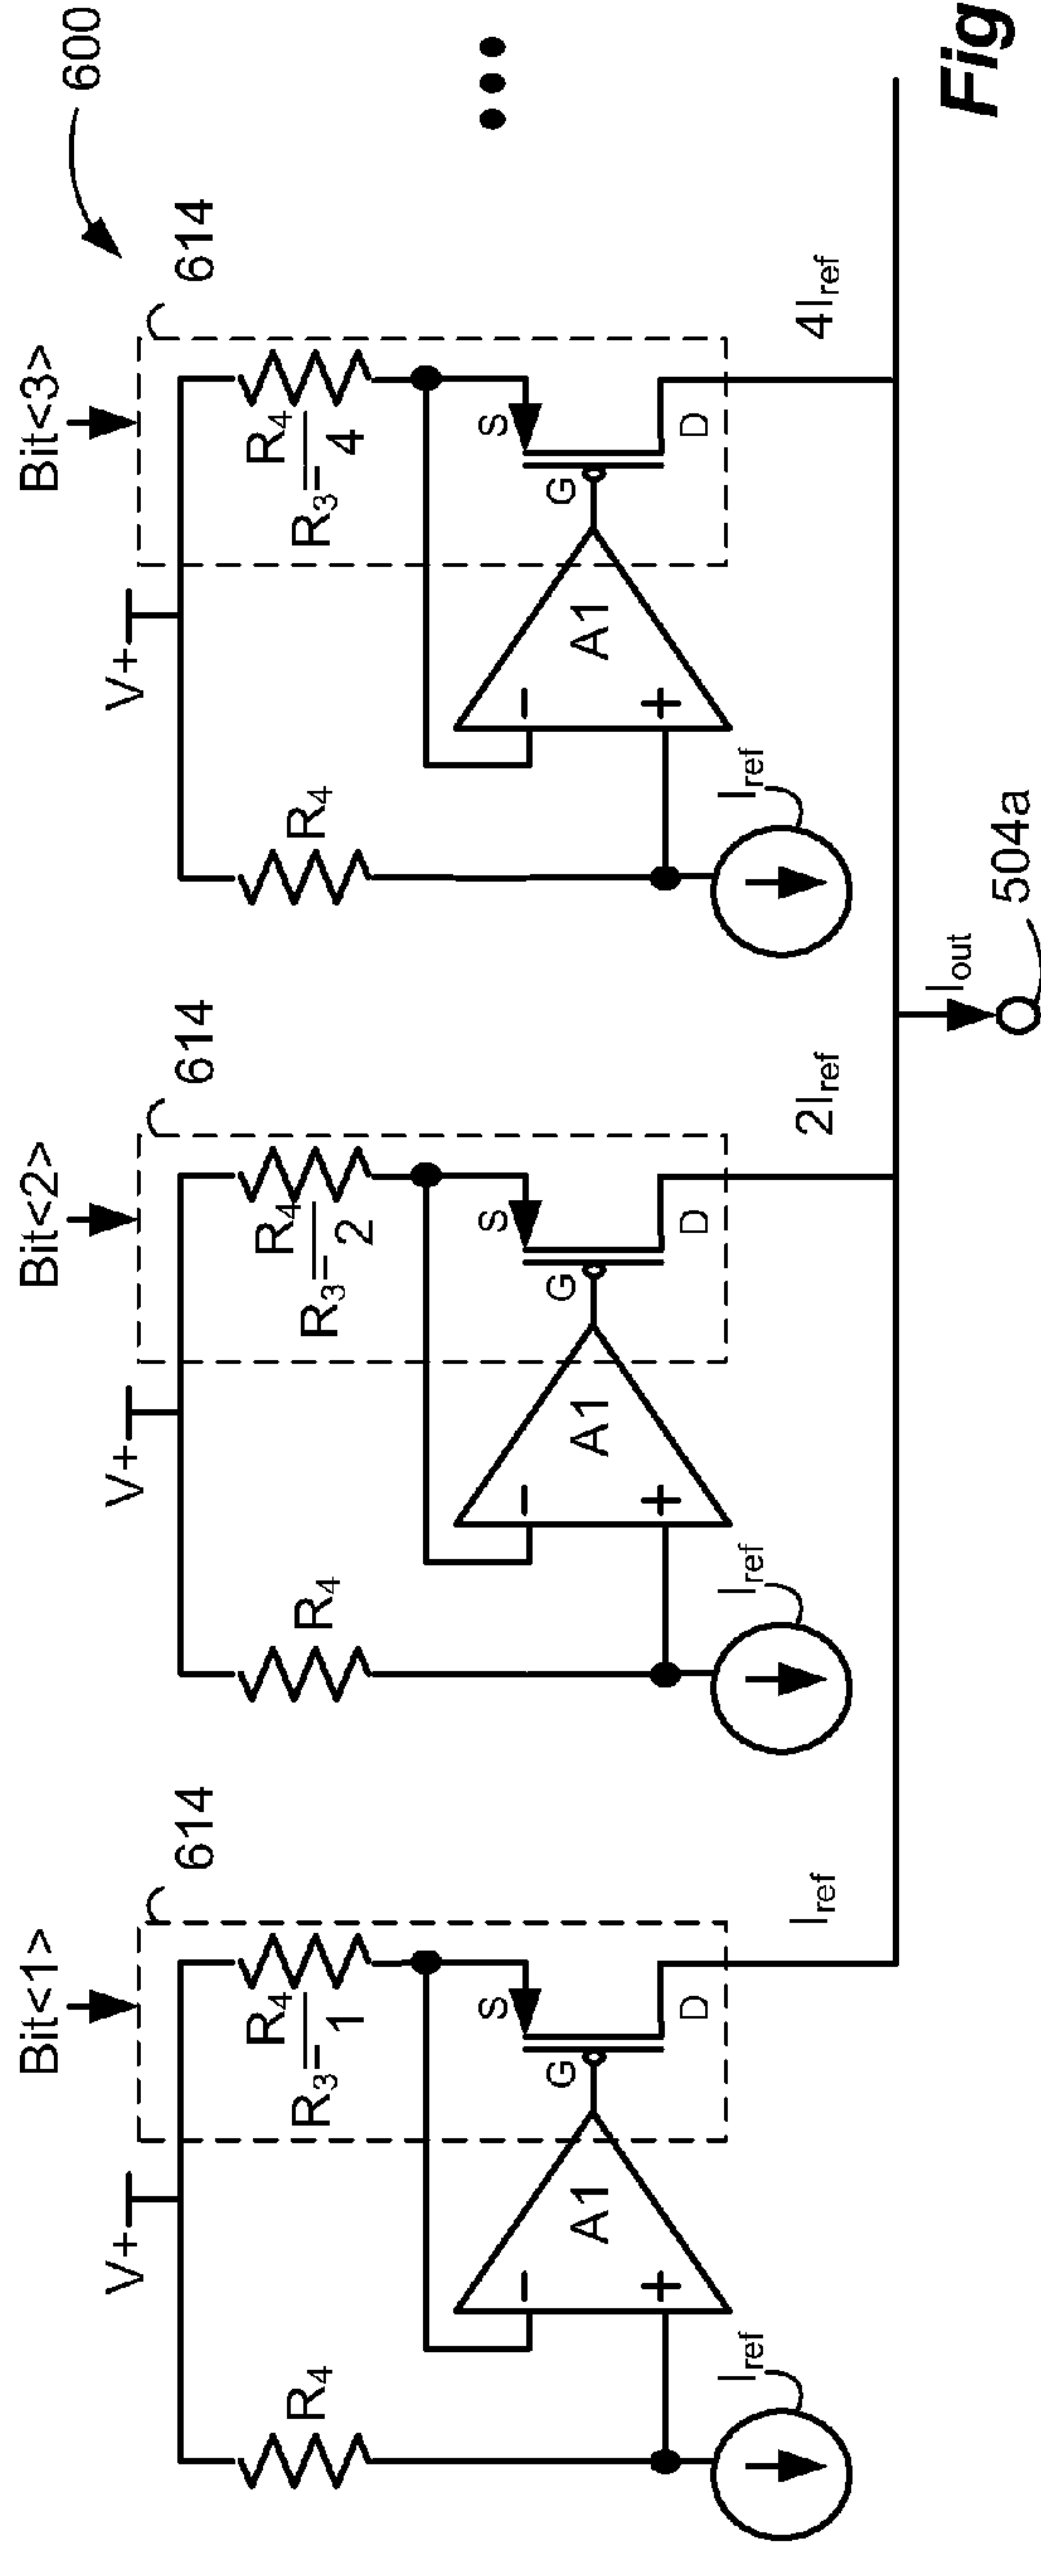 600
Bit<1>
Bit<2>
Bit<3>
614
614
614
V+
V+
V+
R4
R3=R4/1
R4
R3=R4/2
R4
R3=R4/4
S
G
D
S
G
D
S
G
D
A1
A1
A1
−
+
−
+
−
+
Iref
Iref
Iref
Iref
2Iref
4Iref
Iout
504a
Fig